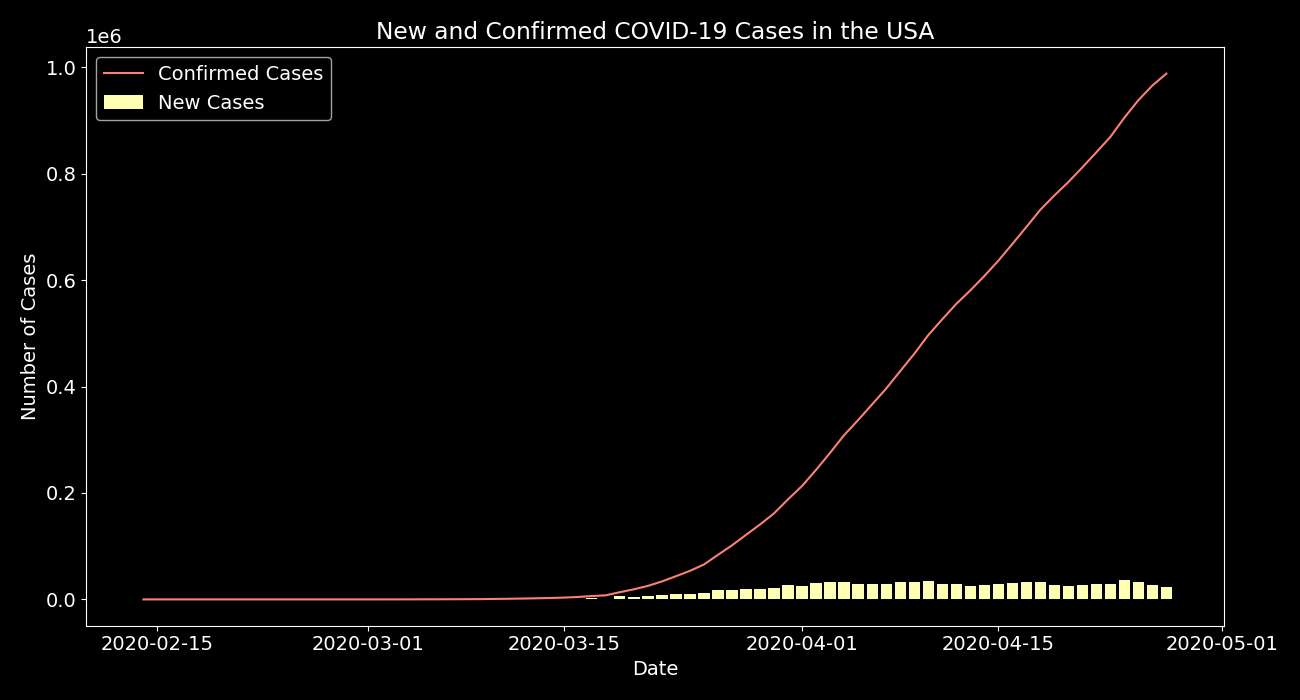 New and Confirmed COVID-19 Cases in the USA
1e6
Confirmed Cases
New Cases
1.0
0.8
0.6
0.4
0.2
0.0
Number of Cases
2020-02-15 2020-03-01 2020-03-15 2020-04-01 2020-04-15 2020-05-01
Date